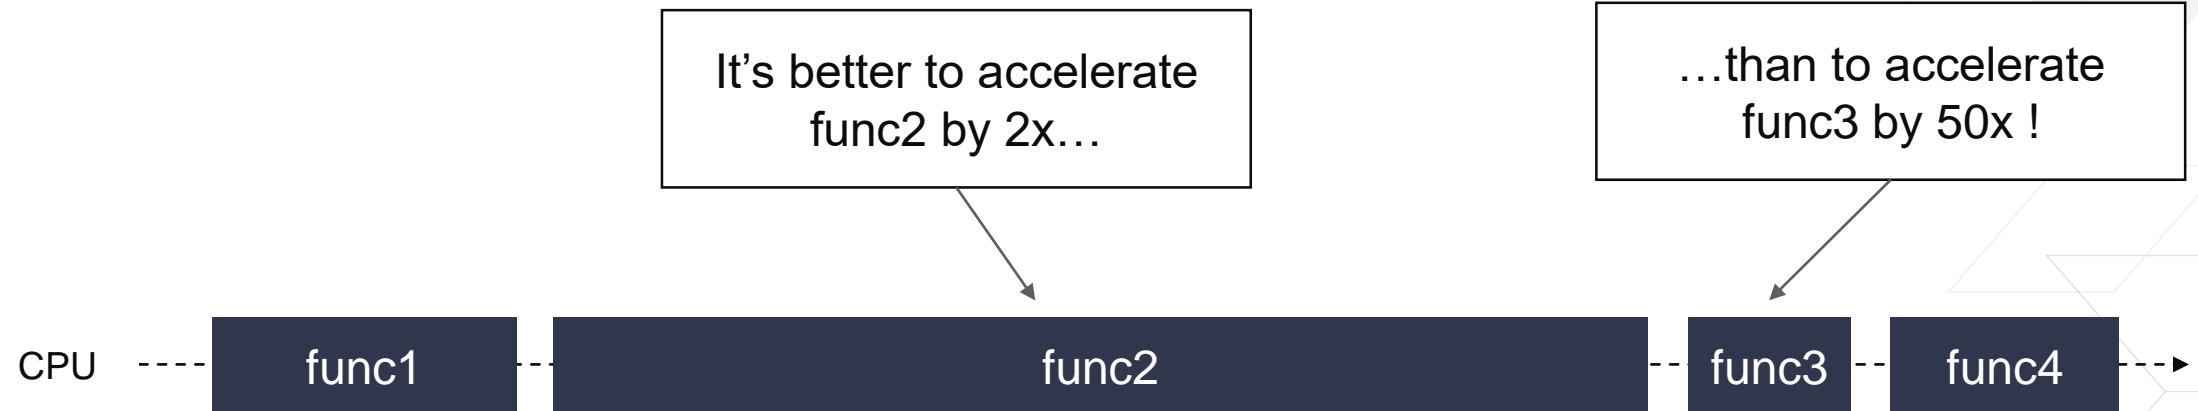 It’s better to accelerate
func2 by 2x…
…than to accelerate
func3 by 50x !
CPU
func1
func2
func3
func4